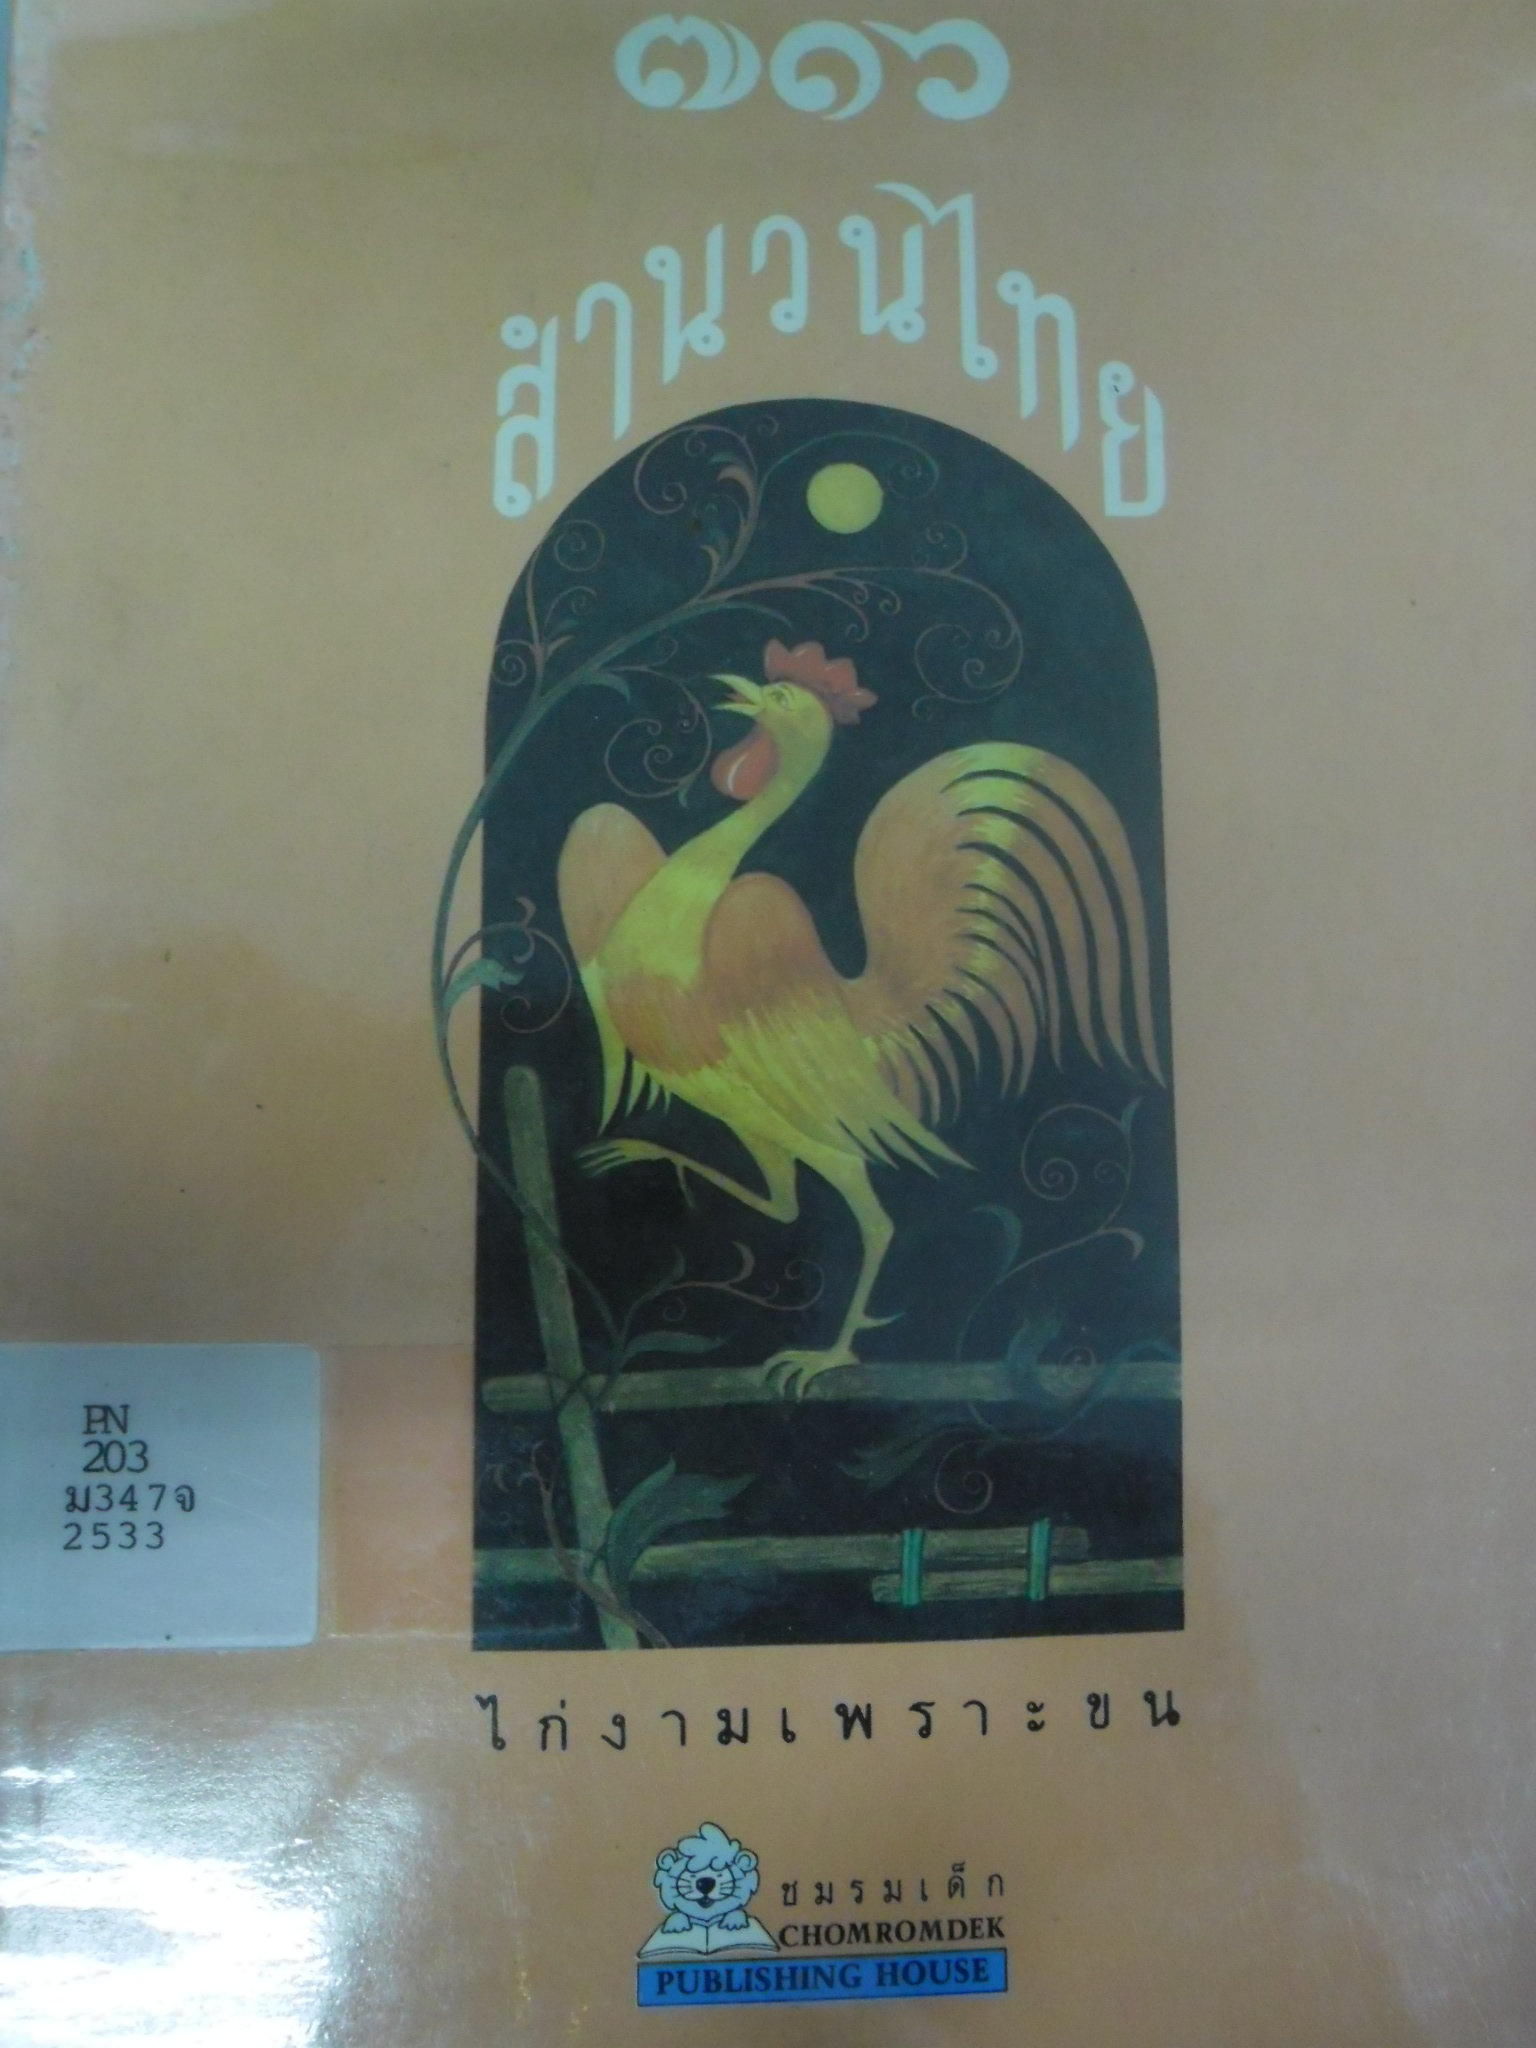 ๗๑๖
สำนวนไทย
PN
203
ม347จ
2533
ไก่งามเพราะขน
ชมรมเด็ก
CHOMROMDEK
PUBLISHING HOUSE